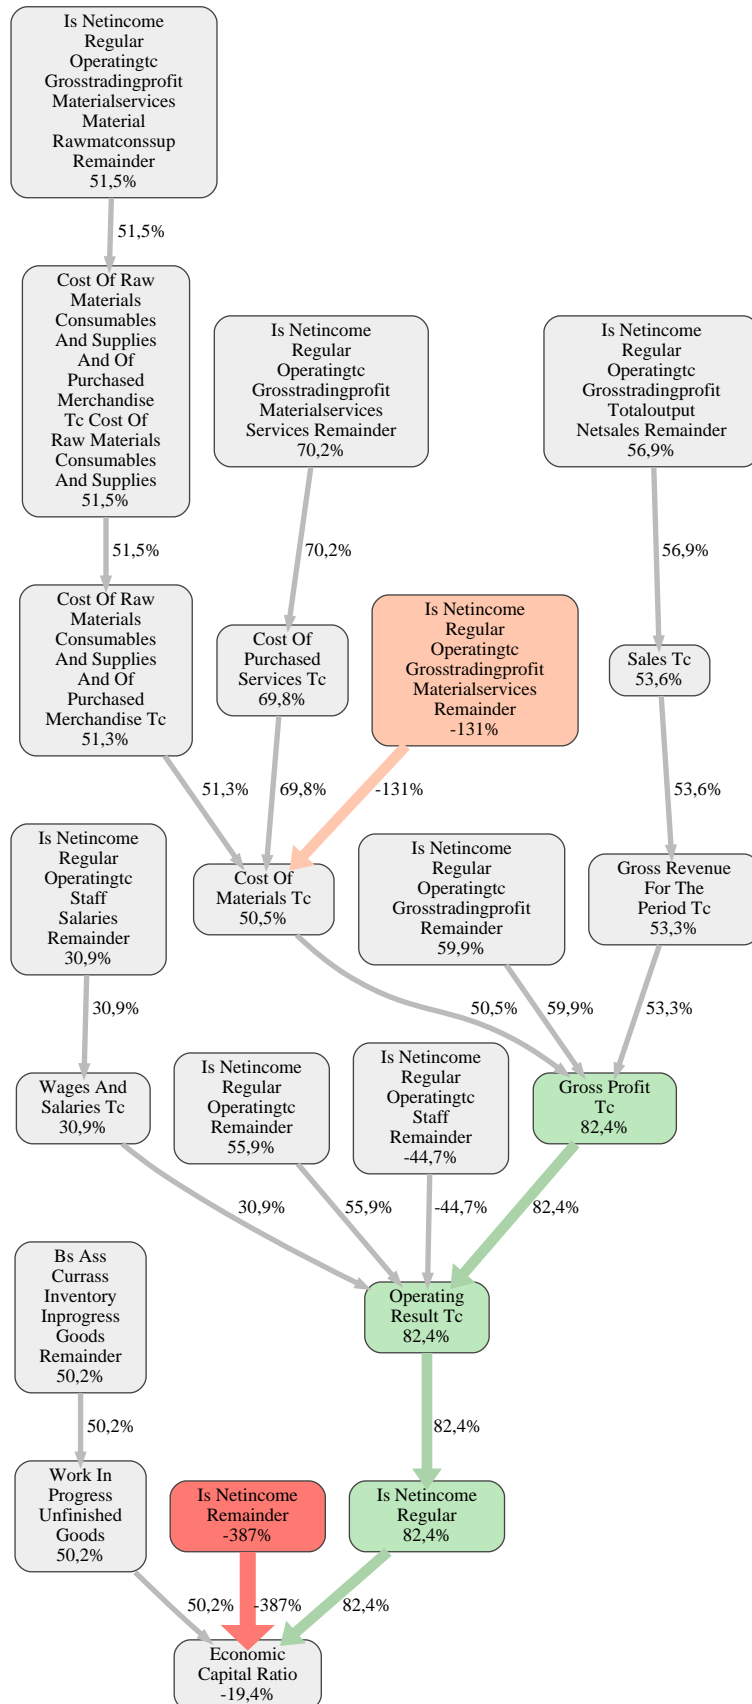 Is Netincome
Regular
Operatingtc
Grosstradingprofit
Materialservices
Material
Rawmatconssup
Remainder
51,5%
51,5%
Cost Of Raw
Materials
Consumables
And Supplies
And Of
Purchased
Merchandise
Tc Cost Of
Raw Materials
Consumables
And Supplies
51,5%
Is Netincome
Regular
Operatingtc
Grosstradingprofit
Materialservices
Services Remainder
70,2%
Is Netincome
Regular
Operatingtc
Grosstradingprofit
Totaloutput
Netsales Remainder
56,9%
51,5%
70,2%
56,9%
Cost Of Raw
Materials
Consumables
And Supplies
And Of
Purchased
Merchandise Tc
51,3%
Cost Of
Purchased
Services Tc
69,8%
Is Netincome
Regular
Operatingtc
Grosstradingprofit
Materialservices
Remainder
-131%
Sales Tc
53,6%
51,3%
69,8%
-131%
53,6%
Is Netincome
Regular
Operatingtc
Staff
Salaries
Remainder
30,9%
Cost Of
Materials Tc
50,5%
Is Netincome
Regular
Operatingtc
Grosstradingprofit
Remainder
59,9%
Gross Revenue
For The
Period Tc
53,3%
30,9%
50,5%
59,9%
53,3%
Wages And
Salaries Tc
30,9%
Is Netincome
Regular
Operatingtc
Remainder
55,9%
Is Netincome
Regular
Operatingtc
Staff
Remainder
-44,7%
Gross Profit
Tc
82,4%
30,9%
55,9%
-44,7%
82,4%
Bs Ass
Currass
Inventory
Inprogress
Goods
Remainder
50,2%
Operating
Result Tc
82,4%
50,2%
82,4%
Work In
Progress
Unfinished
Goods
50,2%
Is Netincome
Remainder
-387%
Is Netincome
Regular
82,4%
50,2%
-387%
82,4%
Economic
Capital Ratio
-19,4%